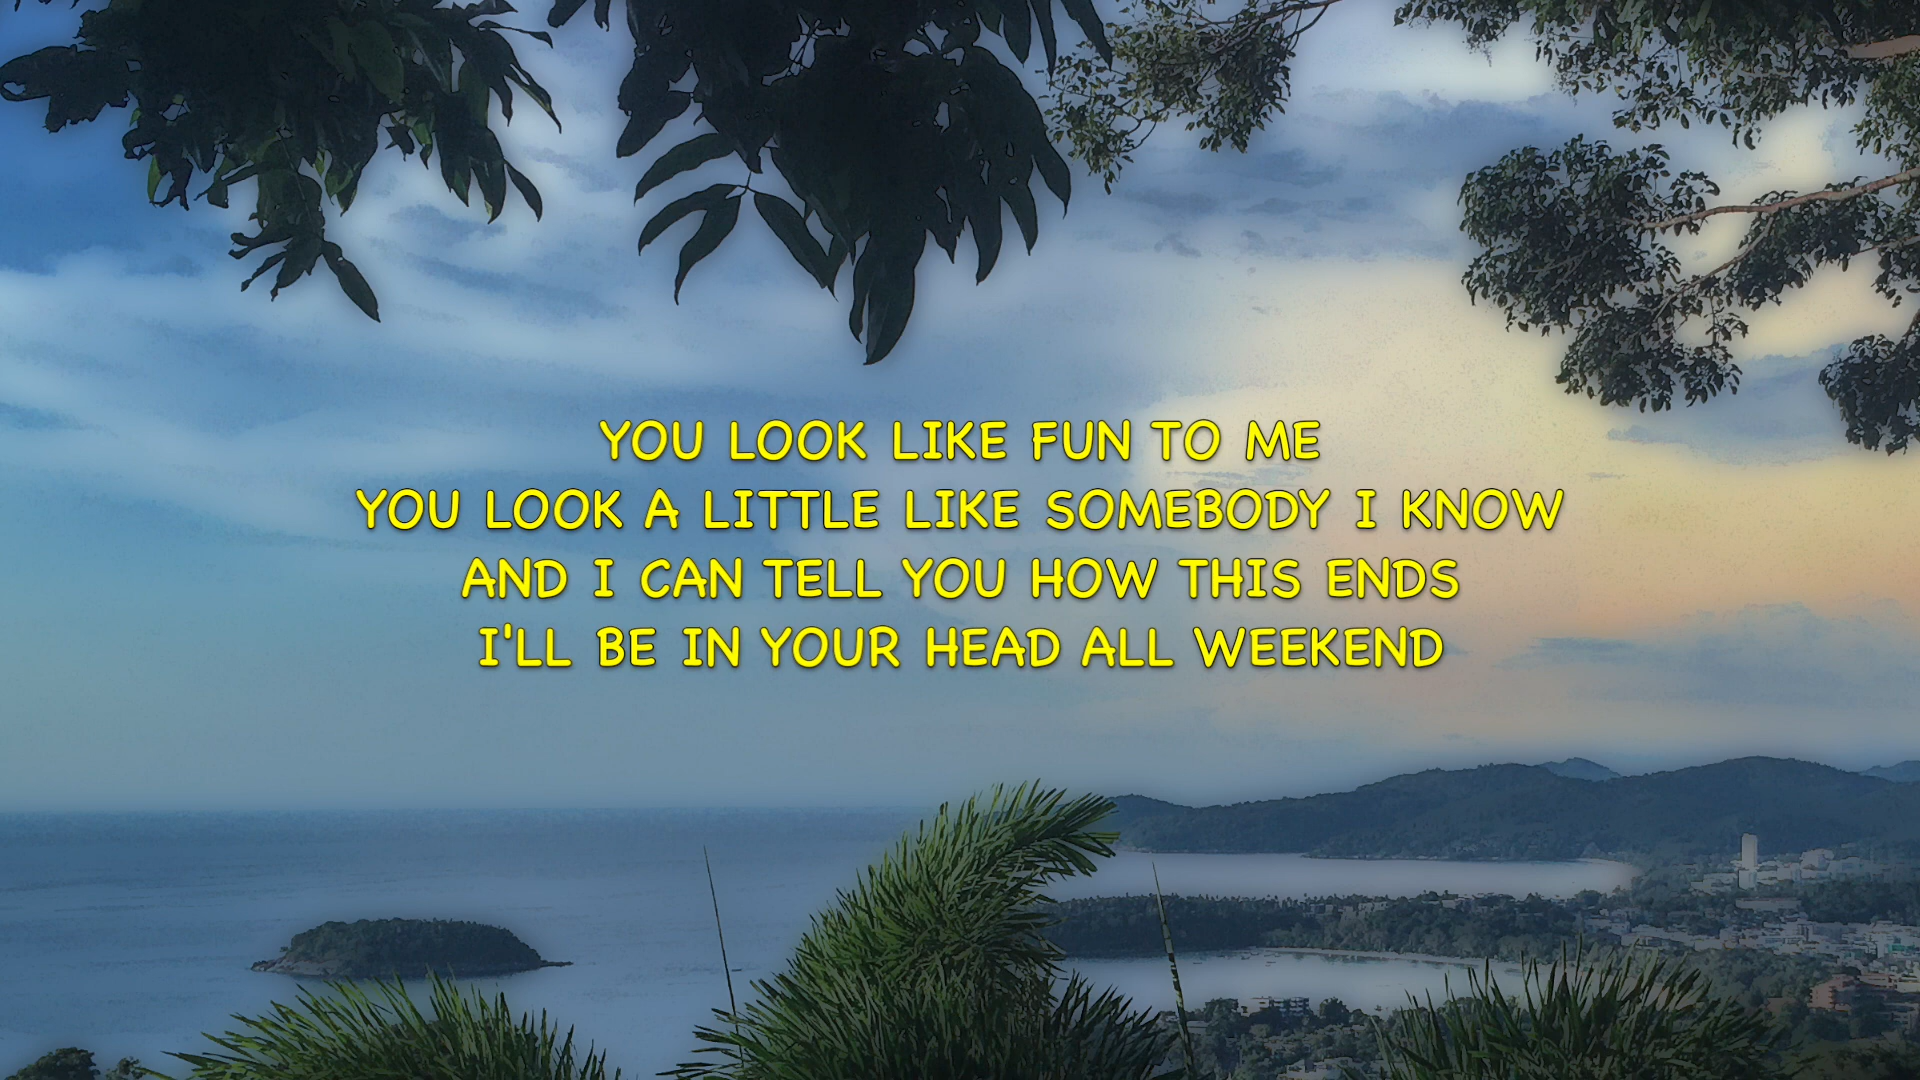 YOU LOOK LIKE FUN TO ME
YOU LOOK A LITTLE LIKE SOMEBODY I KNOW
AND I CAN TELL YOU HOW THIS ENDS
I'LL BE IN YOUR HEAD ALL WEEKEND